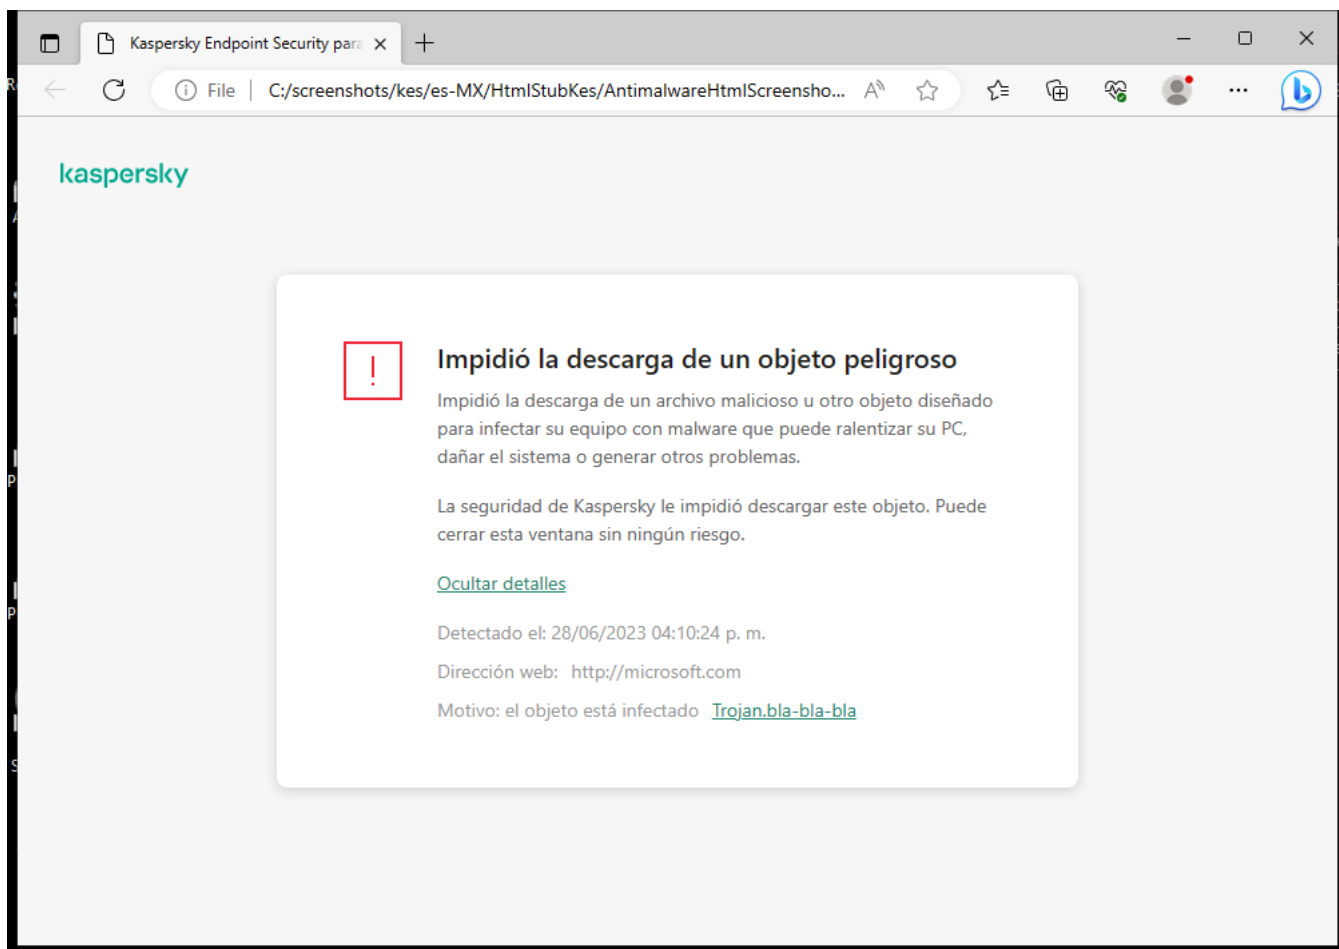 Kaspersky Endpoint Security para
File | C:/screenshots/kes/es-MX/HtmlStubKes/AntimalwareHtmlScreensho...
kaspersky
Impidió la descarga de un objeto peligroso
Impidió la descarga de un archivo malicioso u otro objeto diseñado
para infectar su equipo con malware que puede ralentizar su PC,
dañar el sistema o generar otros problemas.
La seguridad de Kaspersky le impidió descargar este objeto. Puede
cerrar esta ventana sin ningún riesgo.
Ocultar detalles
Detectado el: 28/06/2023 04:10:24 p. m.
Dirección web: http://microsoft.com
Motivo: el objeto está infectado Trojan.bla-bla-bla